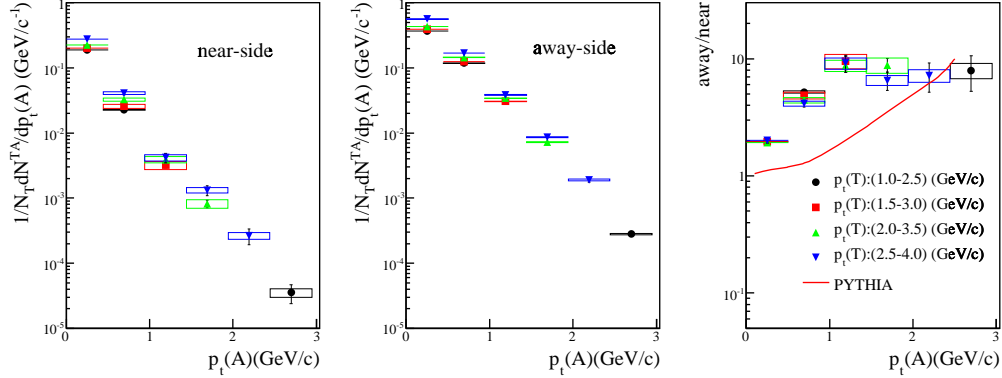 1/N_T dN^TA/dp_t(A) (GeV/c^-1)
1
10^-1
10^-2
10^-3
10^-4
10^-5
near-side
0 1 2 3
p_t(A)(GeV/c)
1/N_T dN^TA/dp_t(A) (GeV/c^-1)
1
10^-1
10^-2
10^-3
10^-4
10^-5
away-side
0 1 2 3
p_t(A)(GeV/c)
away/near
10
1
10^-1
p_t(T):(1.0-2.5) (GeV/c)
p_t(T):(1.5-3.0) (GeV/c)
p_t(T):(2.0-3.5) (GeV/c)
p_t(T):(2.5-4.0) (GeV/c)
PYTHIA
0 1 2 3
p_t(A)(GeV/c)